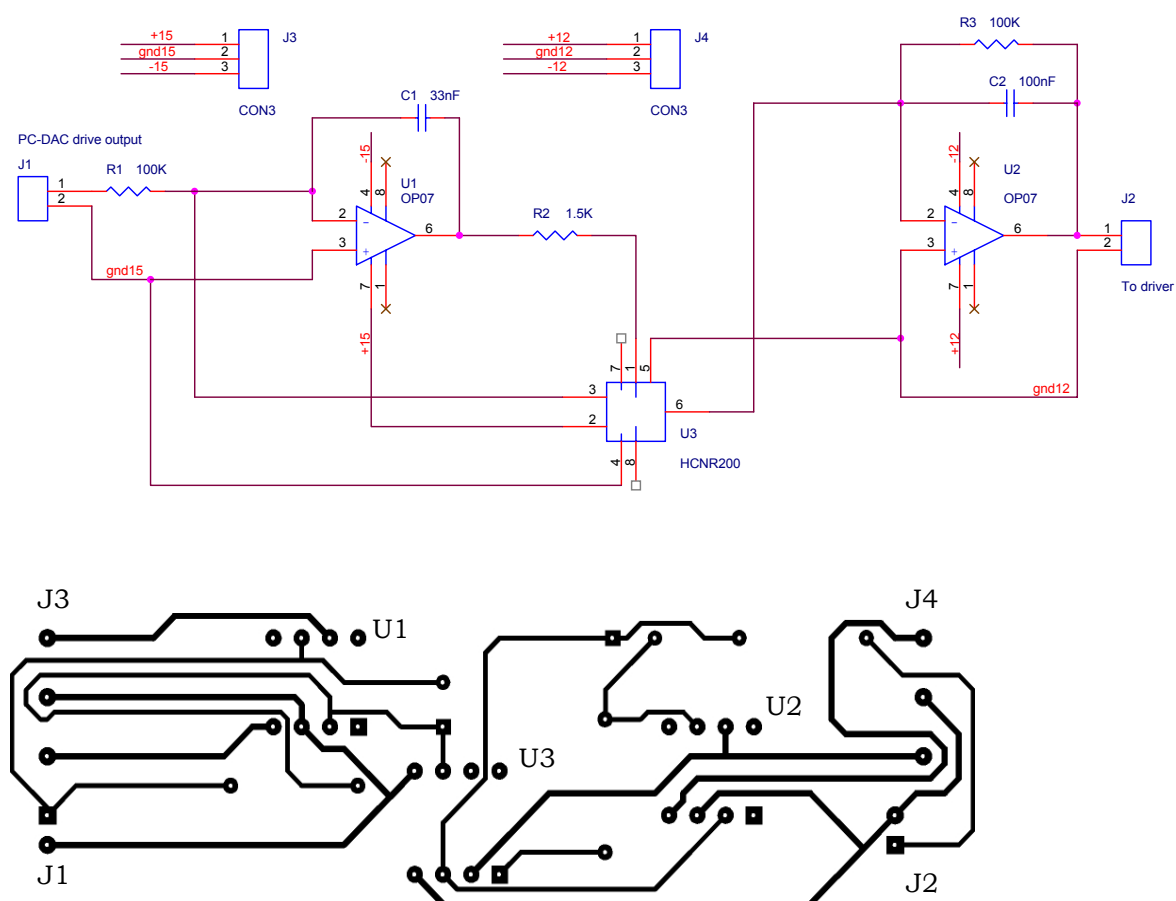 +15
gnd15
-15
1
2
3
J3
CON3
+12
gnd12
-12
1
2
3
J4
CON3
R3 100K
C2 100nF
C1 33nF
PC-DAC drive output
J1
1
2
R1 100K
gnd15
-15
4
8
U1
OP07
2
3
6
7
1
+15
R2 1.5K
-12
4
8
U2
OP07
2
3
6
7
1
+12
J2
1
2
To driver
gnd12
7
1
5
3
2
6
4
8
U3
HCNR200
J3
U1
J4
U2
U3
J1
J2